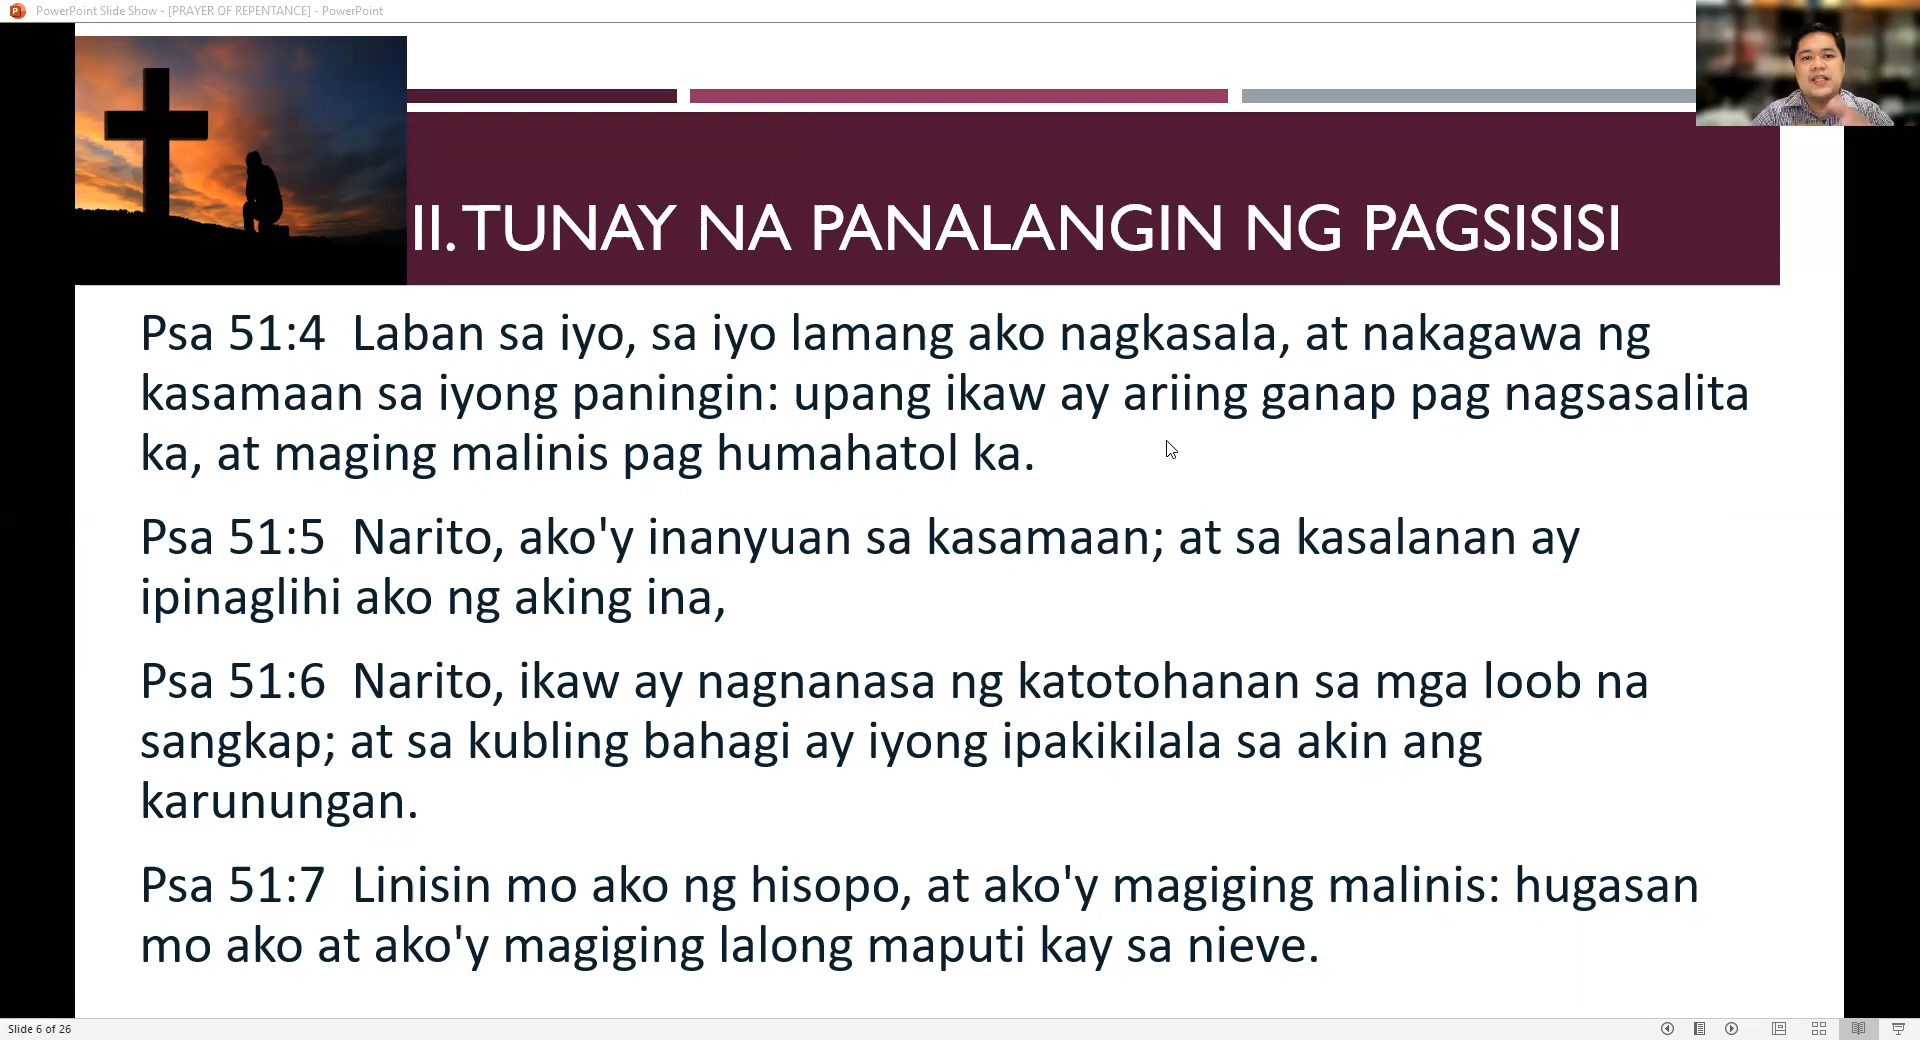 PowerPoint Slide Show - [PRAYER OF REPENTANCE] - PowerPoint
II. TUNAY NA PANALANGIN NG PAGSISISI
Psa 51:4 Laban sa iyo, sa iyo lamang ako nagkasala, at nakagawa ng
kasamaan sa iyong paningin: upang ikaw ay ariing ganap pag nagsasalita
ka, at maging malinis pag humahatol ka.
Psa 51:5 Narito, ako'y inanyuan sa kasamaan; at sa kasalanan ay
ipinaglihi ako ng aking ina,
Psa 51:6 Narito, ikaw ay nagnanasa ng katotohanan sa mga loob na
sangkap; at sa kubling bahagi ay iyong ipakikilala sa akin ang
karunungan.
Psa 51:7 Linisin mo ako ng hisopo, at ako'y magiging malinis: hugasan
mo ako at ako'y magiging lalong maputi kay sa nieve.
Slide 6 of 26